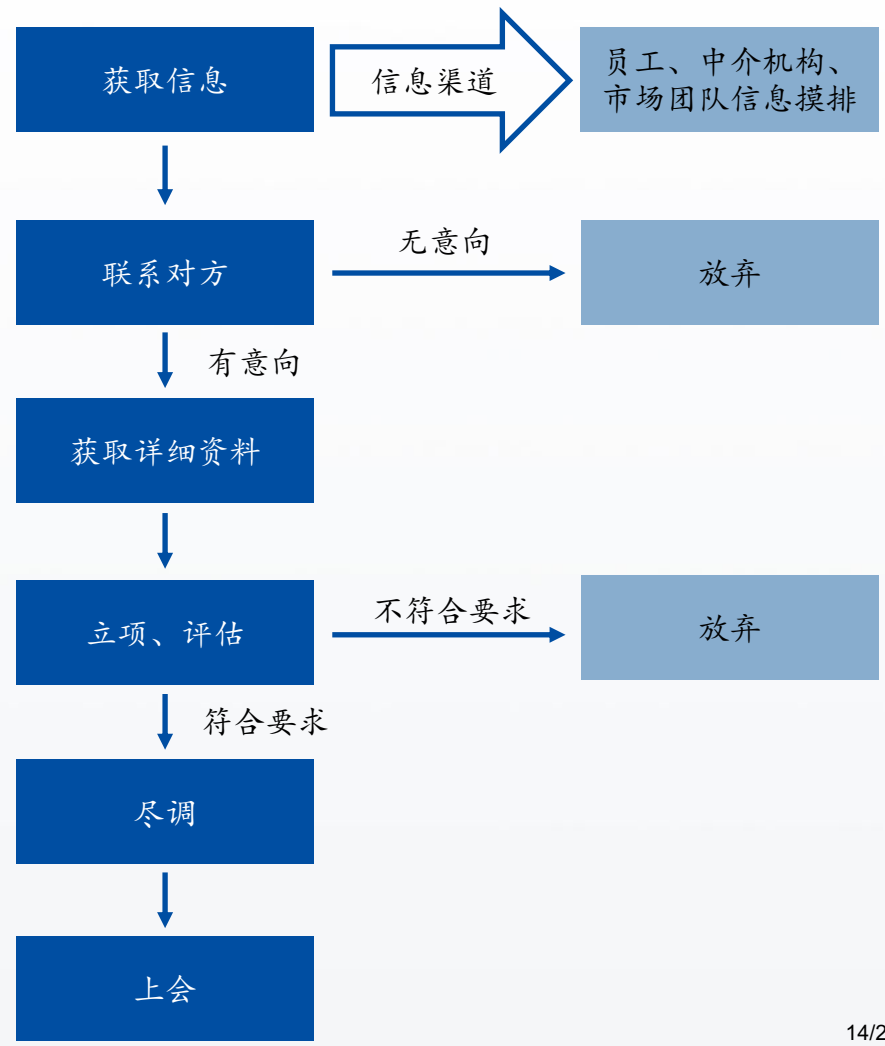 获取信息
信息渠道
员工、中介机构、
市场团队信息摸排
联系对方
无意向
放弃
有意向
获取详细资料
立项、评估
不符合要求
放弃
符合要求
尽调
上会
14/2